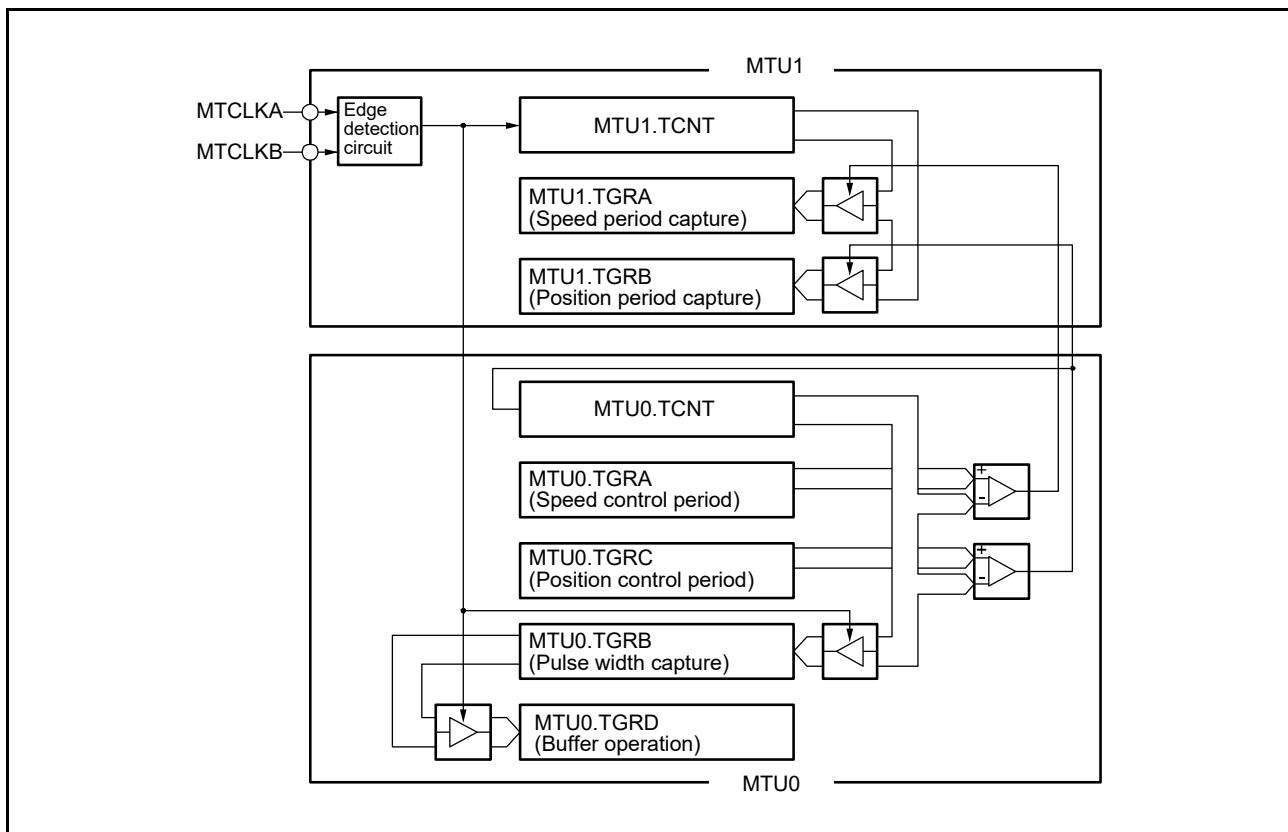 MTU1
MTCLKA
MTCLKB
Edge
detection
circuit
MTU1.TCNT
MTU1.TGRA
(Speed period capture)
MTU1.TGRB
(Position period capture)
MTU0.TCNT
MTU0.TGRA
(Speed control period)
+
-
MTU0.TGRC
(Position control period)
+
-
MTU0.TGRB
(Pulse width capture)
MTU0.TGRD
(Buffer operation)
MTU0